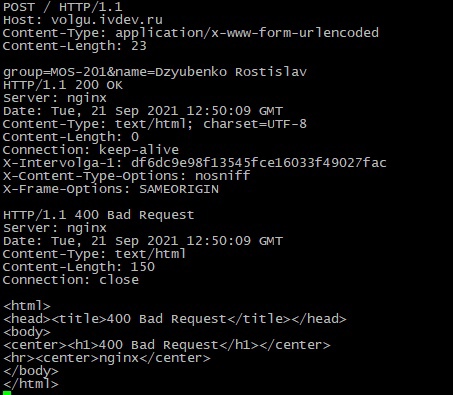 POST / HTTP/1.1
Host: volgu.ivdev.ru
Content-Type: application/x-www-form-urlencoded
Content-Length: 23
group=MOS-201&name=Dzyubenko Rostislav
HTTP/1.1 200 OK
Server: nginx
Date: Tue, 21 Sep 2021 12:50:09 GMT
Content-Type: text/html; charset=UTF-8
Content-Length: 0
Connection: keep-alive
X-Intervolga-1: df6dc9e98f13545fce16033f49027fac
X-Content-Type-Options: nosniff
X-Frame-Options: SAMEORIGIN
HTTP/1.1 400 Bad Request
Server: nginx
Date: Tue, 21 Sep 2021 12:50:09 GMT
Content-Type: text/html
Content-Length: 150
Connection: close
<html>
<head><title>400 Bad Request</title></head>
<body>
<center><h1>400 Bad Request</h1></center>
<hr><center>nginx</center>
</body>
</html>